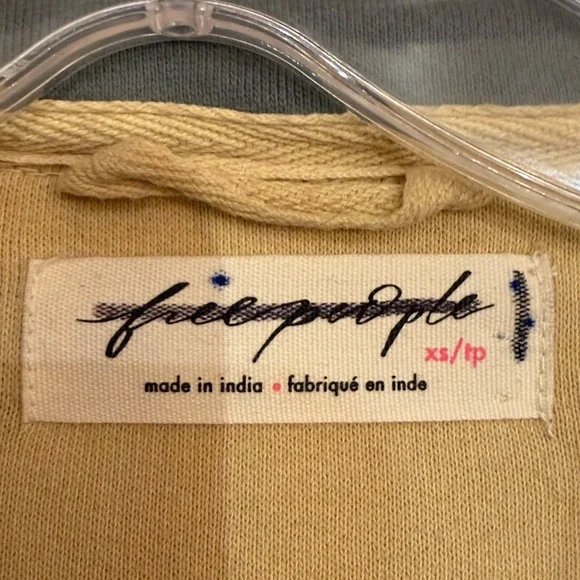 free people
xs/tp
made in india • fabriqué en inde